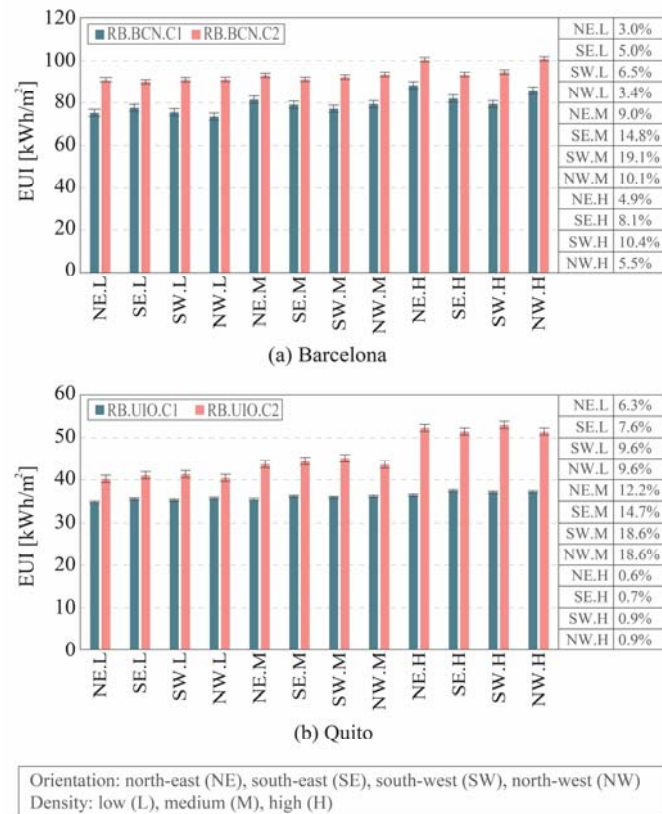 120
100
80
60
40
20
0
EUI [kWh/m²]
RB.BCN.C1 RB.BCN.C2
NE.L SE.L SW.L NW.L NE.M SE.M SW.M NW.M NE.H SE.H SW.H NW.H
NE.L 3.0%
SE.L 5.0%
SW.L 6.5%
NW.L 3.4%
NE.M 9.0%
SE.M 14.8%
SW.M 19.1%
NW.M 10.1%
NE.H 4.9%
SE.H 8.1%
SW.H 10.4%
NW.H 5.5%
(a) Barcelona
60
50
40
30
20
10
0
EUI [kWh/m²]
RB.UIO.C1 RB.UIO.C2
NE.L SE.L SW.L NW.L NE.M SE.M SW.M NW.M NE.H SE.H SW.H NW.H
NE.L 6.3%
SE.L 7.6%
SW.L 9.6%
NW.L 9.6%
NE.M 12.2%
SE.M 14.7%
SW.M 18.6%
NW.M 18.6%
NE.H 0.6%
SE.H 0.7%
SW.H 0.9%
NW.H 0.9%
(b) Quito
Orientation: north-east (NE), south-east (SE), south-west (SW), north-west (NW)
Density: low (L), medium (M), high (H)